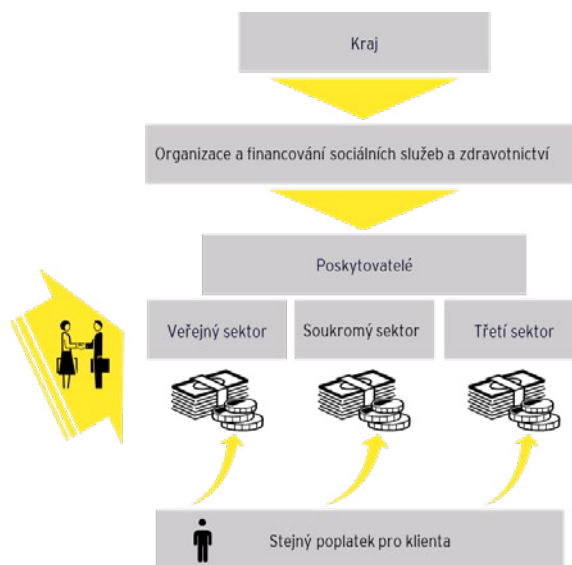 Kraj
Organizace a financování sociálních služeb a zdravotnictví
Poskytovatelé
Veřejný sektor
Soukromý sektor
Třetí sektor
Stejný poplatek pro klienta